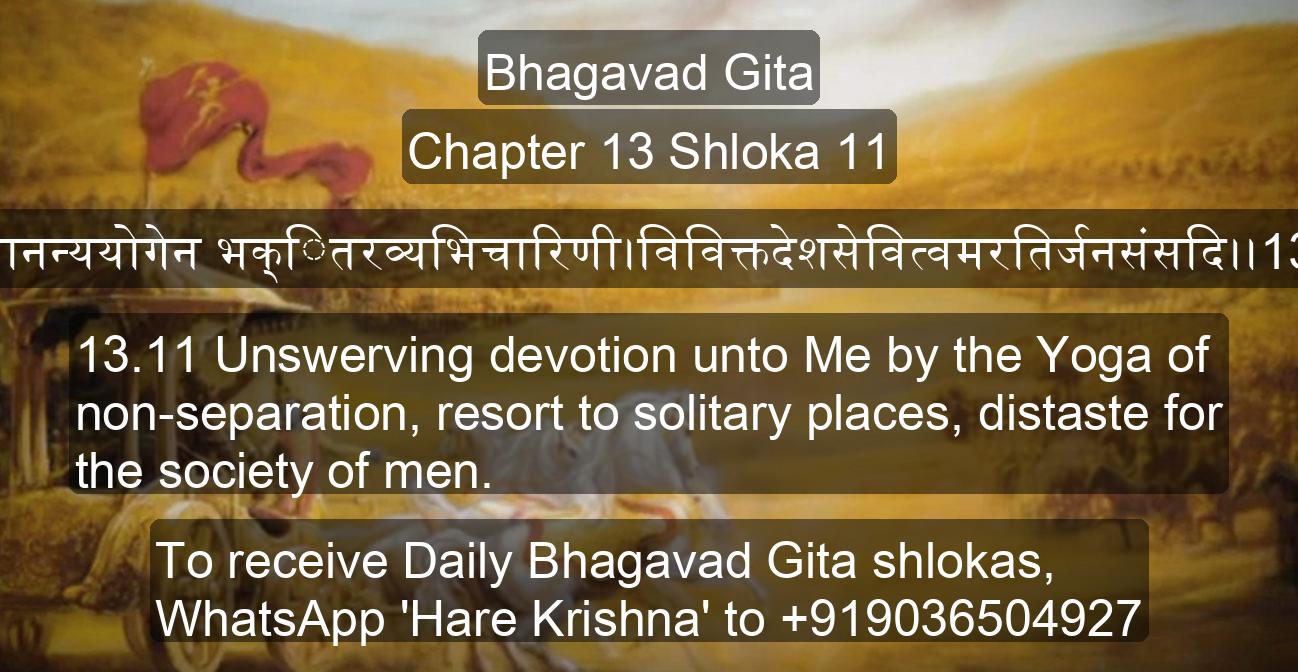 Bhagavad Gita
Chapter 13 Shloka 11
ानन्ययोगेन भक्ितरव्यभिचारिणी।विविक्तदेशसेवित्वमरतिर्जनसंसदि।।13
13.11 Unswerving devotion unto Me by the Yoga of
non-separation, resort to solitary places, distaste for
the society of men.
To receive Daily Bhagavad Gita shlokas,
WhatsApp 'Hare Krishna' to +919036504927